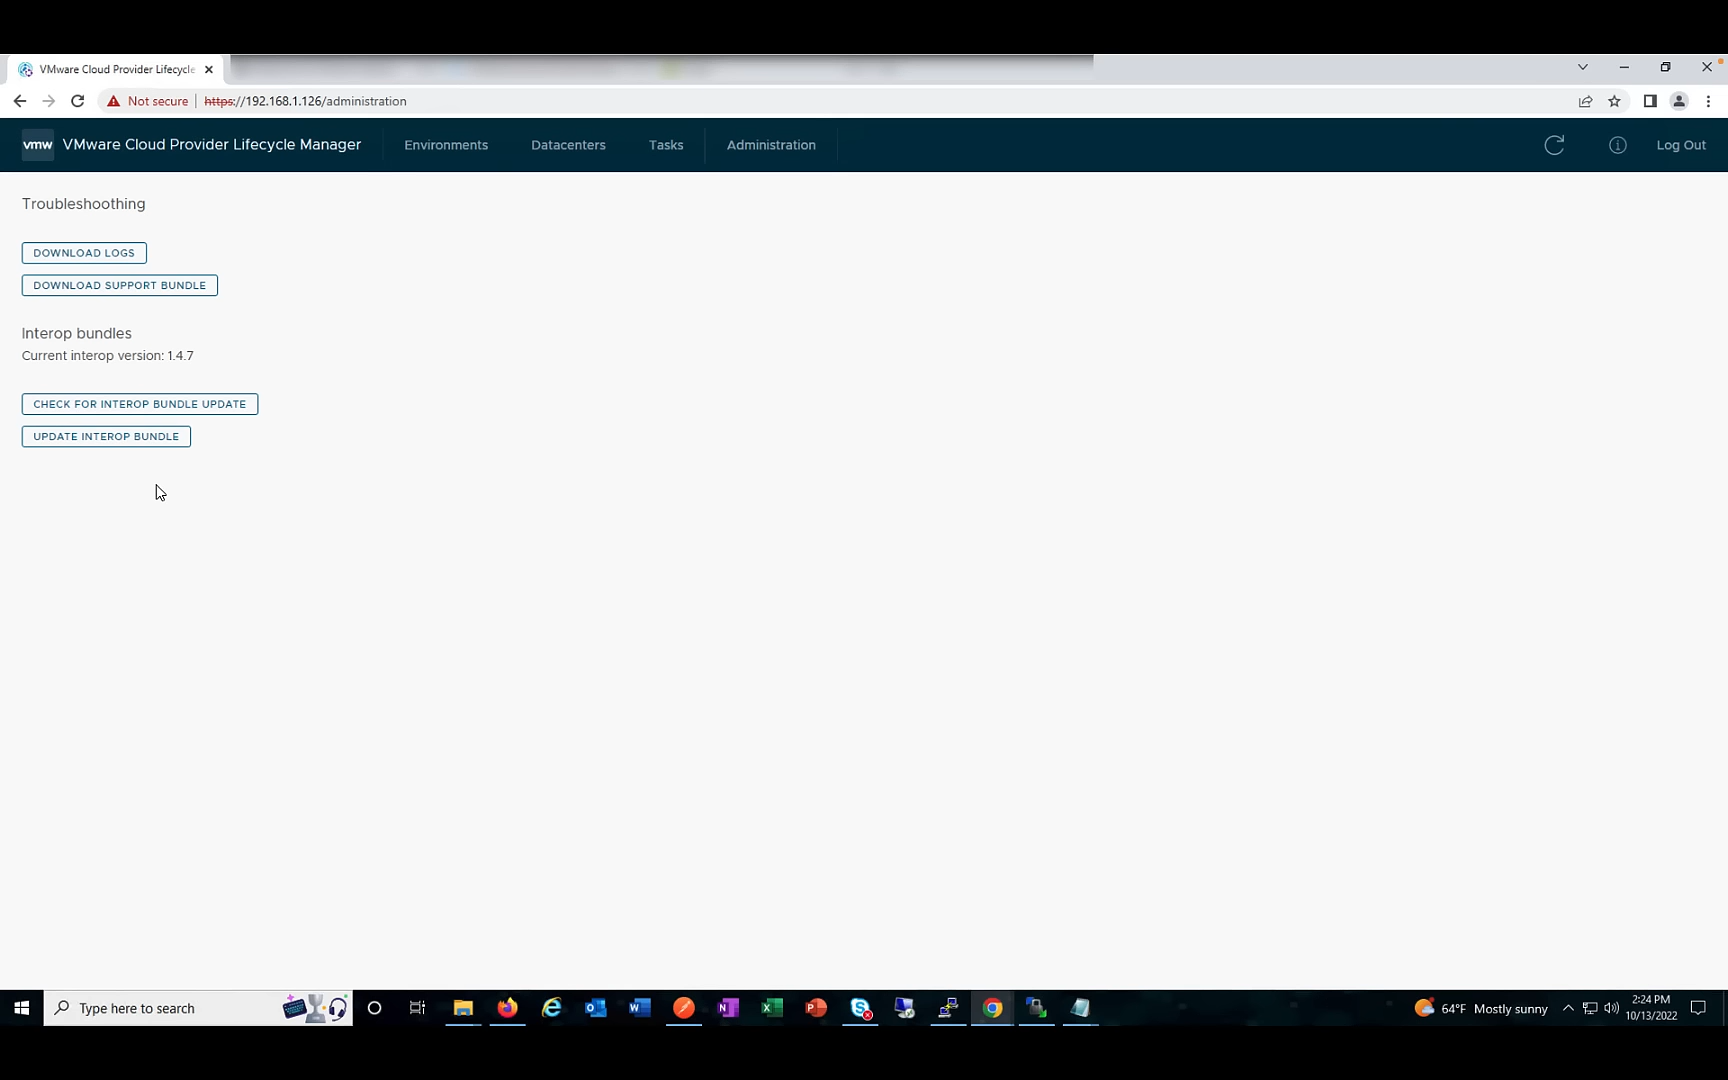 VMware Cloud Provider Lifecycle
Not secure https://192.168.1.126/administration
vmw VMware Cloud Provider Lifecycle Manager Environments Datacenters Tasks Administration Log Out
Troubleshoothing
DOWNLOAD LOGS
DOWNLOAD SUPPORT BUNDLE
Interop bundles
Current interop version: 1.4.7
CHECK FOR INTEROP BUNDLE UPDATE
UPDATE INTEROP BUNDLE
Type here to search 64°F Mostly sunny 2:24 PM
10/13/2022